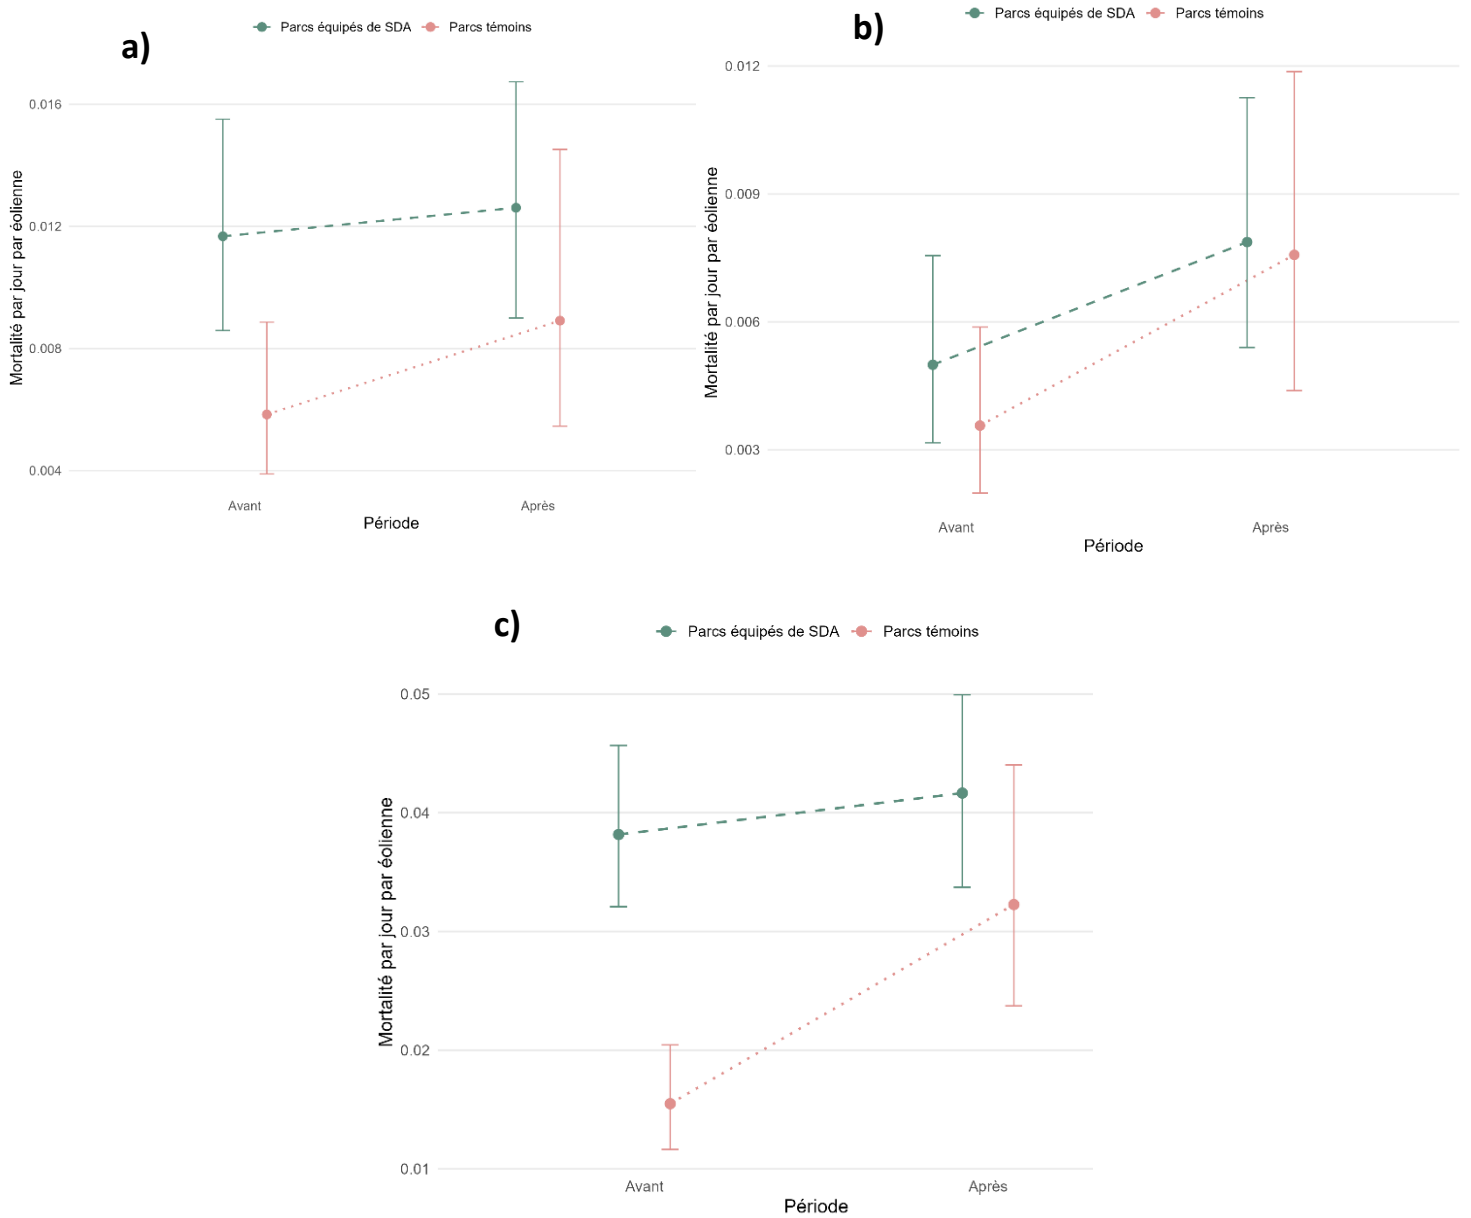 a)
Parcs équipés de SDA Parcs témoins
Mortalité par jour par éolienne
0.016
0.012
0.008
0.004
Avant Après
Période
b)
Parcs équipés de SDA Parcs témoins
Mortalité par jour par éolienne
0.012
0.009
0.006
0.003
Avant Après
Période
c)
Parcs équipés de SDA Parcs témoins
Mortalité par jour par éolienne
0.05
0.04
0.03
0.02
0.01
Avant Après
Période